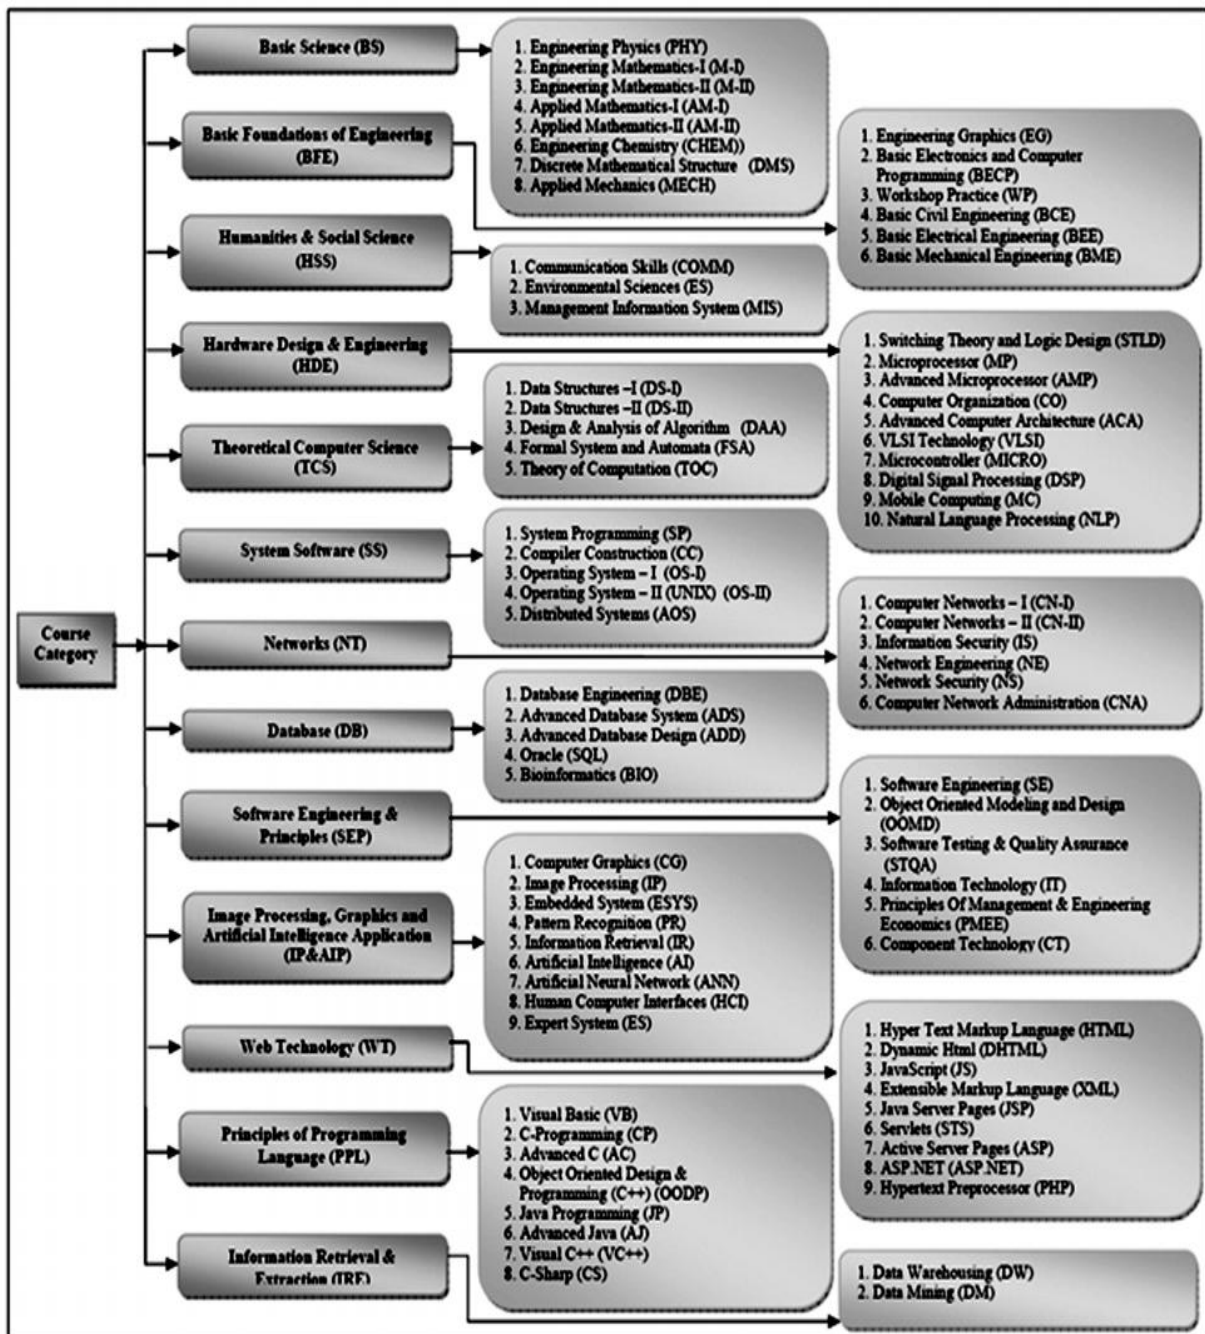 Course
Category
Basic Science (BS)
1. Engineering Physics (PHY)
2. Engineering Mathematics-I (M-I)
3. Engineering Mathematics-II (M-II)
4. Applied Mathematics-I (AM-I)
5. Applied Mathematics-II (AM-II)
6. Engineering Chemistry (CHEM))
7. Discrete Mathematical Structure (DMS)
8. Applied Mechanics (MECH)
Basic Foundations of Engineering
(BFE)
1. Engineering Graphics (EG)
2. Basic Electronics and Computer
Programming (BECP)
3. Workshop Practice (WP)
4. Basic Civil Engineering (BCE)
5. Basic Electrical Engineering (BEE)
6. Basic Mechanical Engineering (BME)
Humanities & Social Science
(HSS)
1. Communication Skills (COMM)
2. Environmental Sciences (ES)
3. Management Information System (MIS)
Hardware Design & Engineering
(HDE)
1. Switching Theory and Logic Design (STLD)
2. Microprocessor (MP)
3. Advanced Microprocessor (AMP)
4. Computer Organization (CO)
5. Advanced Computer Architecture (ACA)
6. VLSI Technology (VLSI)
7. Microcontroller (MICRO)
8. Digital Signal Processing (DSP)
9. Mobile Computing (MC)
10. Natural Language Processing (NLP)
Theoretical Computer Science
(TCS)
1. Data Structures –I (DS-I)
2. Data Structures –II (DS-II)
3. Design & Analysis of Algorithm (DAA)
4. Formal System and Automata (FSA)
5. Theory of Computation (TOC)
System Software (SS)
1. System Programming (SP)
2. Compiler Construction (CC)
3. Operating System – I (OS-I)
4. Operating System – II (UNIX) (OS-II)
5. Distributed Systems (AOS)
Networks (NT)
1. Computer Networks – I (CN-I)
2. Computer Networks – II (CN-II)
3. Information Security (IS)
4. Network Engineering (NE)
5. Network Security (NS)
6. Computer Network Administration (CNA)
Database (DB)
1. Database Engineering (DBE)
2. Advanced Database System (ADS)
3. Advanced Database Design (ADD)
4. Oracle (SQL)
5. Bioinformatics (BIO)
Software Engineering &
Principles (SEP)
1. Software Engineering (SE)
2. Object Oriented Modeling and Design
(OOMD)
3. Software Testing & Quality Assurance
(STQA)
4. Information Technology (IT)
5. Principles Of Management & Engineering
Economics (PMEE)
6. Component Technology (CT)
Image Processing, Graphics and
Artificial Intelligence Application
(IP&AIP)
1. Computer Graphics (CG)
2. Image Processing (IP)
3. Embedded System (ESYS)
4. Pattern Recognition (PR)
5. Information Retrieval (IR)
6. Artificial Intelligence (AI)
7. Artificial Neural Network (ANN)
8. Human Computer Interfaces (HCI)
9. Expert System (ES)
Web Technology (WT)
1. Hyper Text Markup Language (HTML)
2. Dynamic Html (DHTML)
3. JavaScript (JS)
4. Extensible Markup Language (XML)
5. Java Server Pages (JSP)
6. Servlets (STS)
7. Active Server Pages (ASP)
8. ASP.NET (ASP.NET)
9. Hypertext Preprocessor (PHP)
Principles of Programming
Language (PPL)
1. Visual Basic (VB)
2. C-Programming (CP)
3. Advanced C (AC)
4. Object Oriented Design &
Programming (C++) (OODP)
5. Java Programming (JP)
6. Advanced Java (AJ)
7. Visual C++ (VC++)
8. C-Sharp (CS)
Information Retrieval &
Extraction (IRE)
1. Data Warehousing (DW)
2. Data Mining (DM)